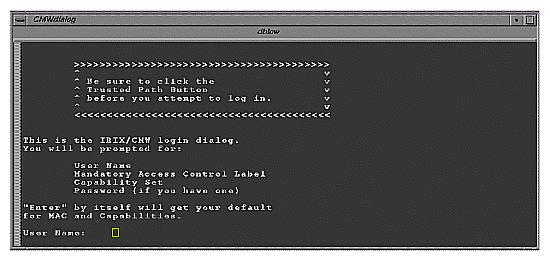 CMWdialog
dblow
>>>>>>>>>>>>>>>>>>>>>>>>>>>>>>>>>>>>>>>>
^ v
^ Be sure to click the v
^ Trusted Path Button v
^ before you attempt to log in. v
^ v
<<<<<<<<<<<<<<<<<<<<<<<<<<<<<<<<<<<<<<<<
This is the IRIX/CMW login dialog.
You will be prompted for:
User Name
Mandatory Access Control Label
Capability Set
Password (if you have one)
"Enter" by itself will get your default
for MAC and Capabilities.
User Name: